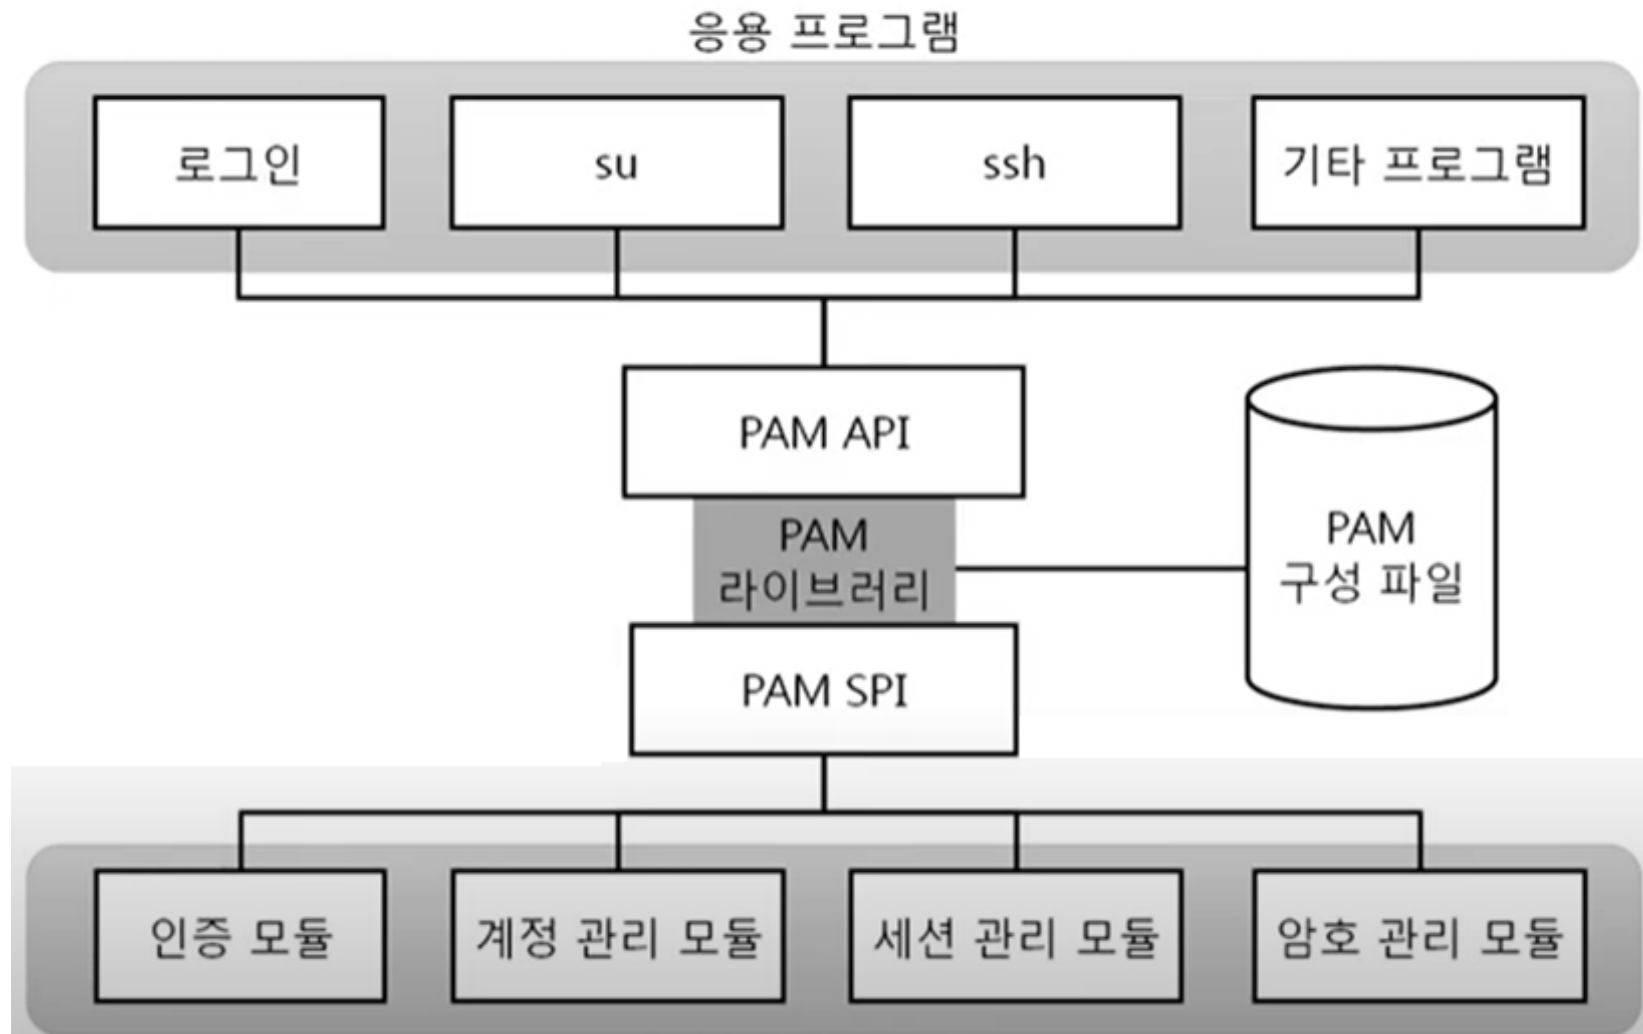 응용 프로그램
로그인
su
ssh
기타 프로그램
PAM API
PAM
라이브러리
PAM
구성 파일
PAM SPI
인증 모듈
계정 관리 모듈
세션 관리 모듈
암호 관리 모듈